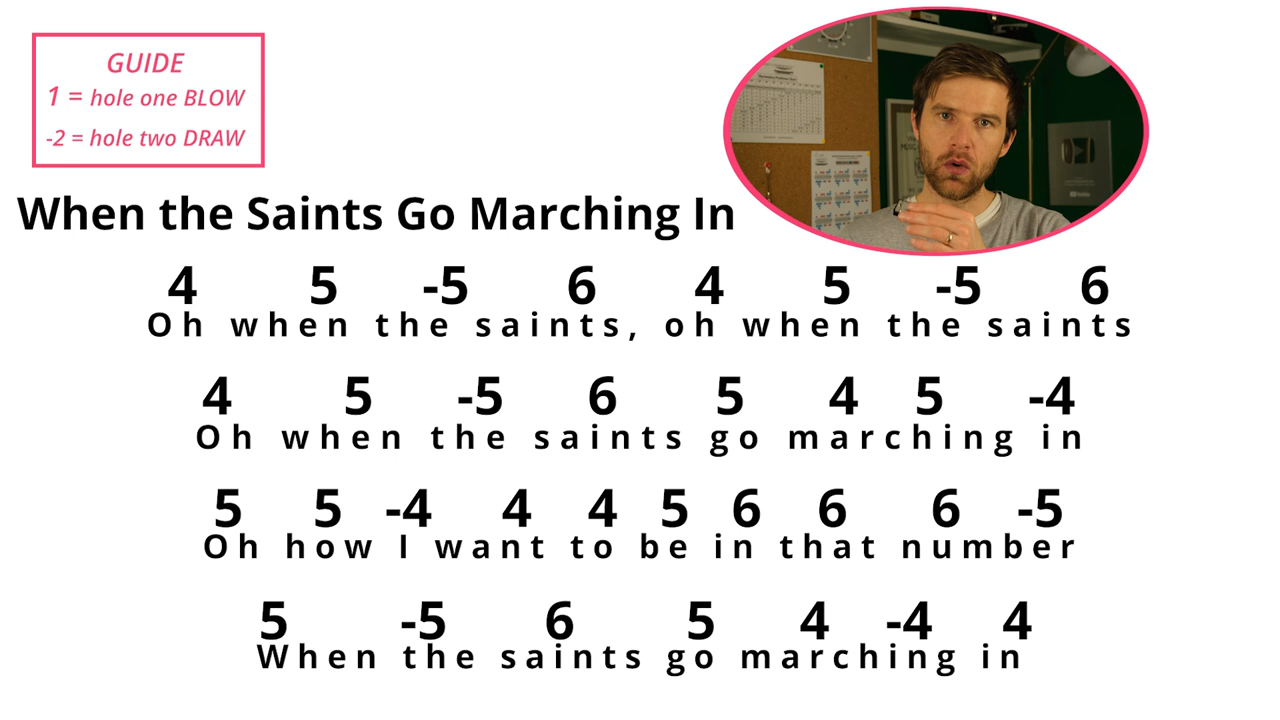 GUIDE
1 = hole one BLOW
-2 = hole two DRAW
When the Saints Go Marching In
4 5 -5 6 4 5 -5 6
Oh when the saints, oh when the saints
4 5 -5 6 5 4 5 -4
Oh when the saints go marching in
5 5 -4 4 4 5 6 6 6 -5
Oh how I want to be in that number
5 -5 6 5 4 -4 4
When the saints go marching in